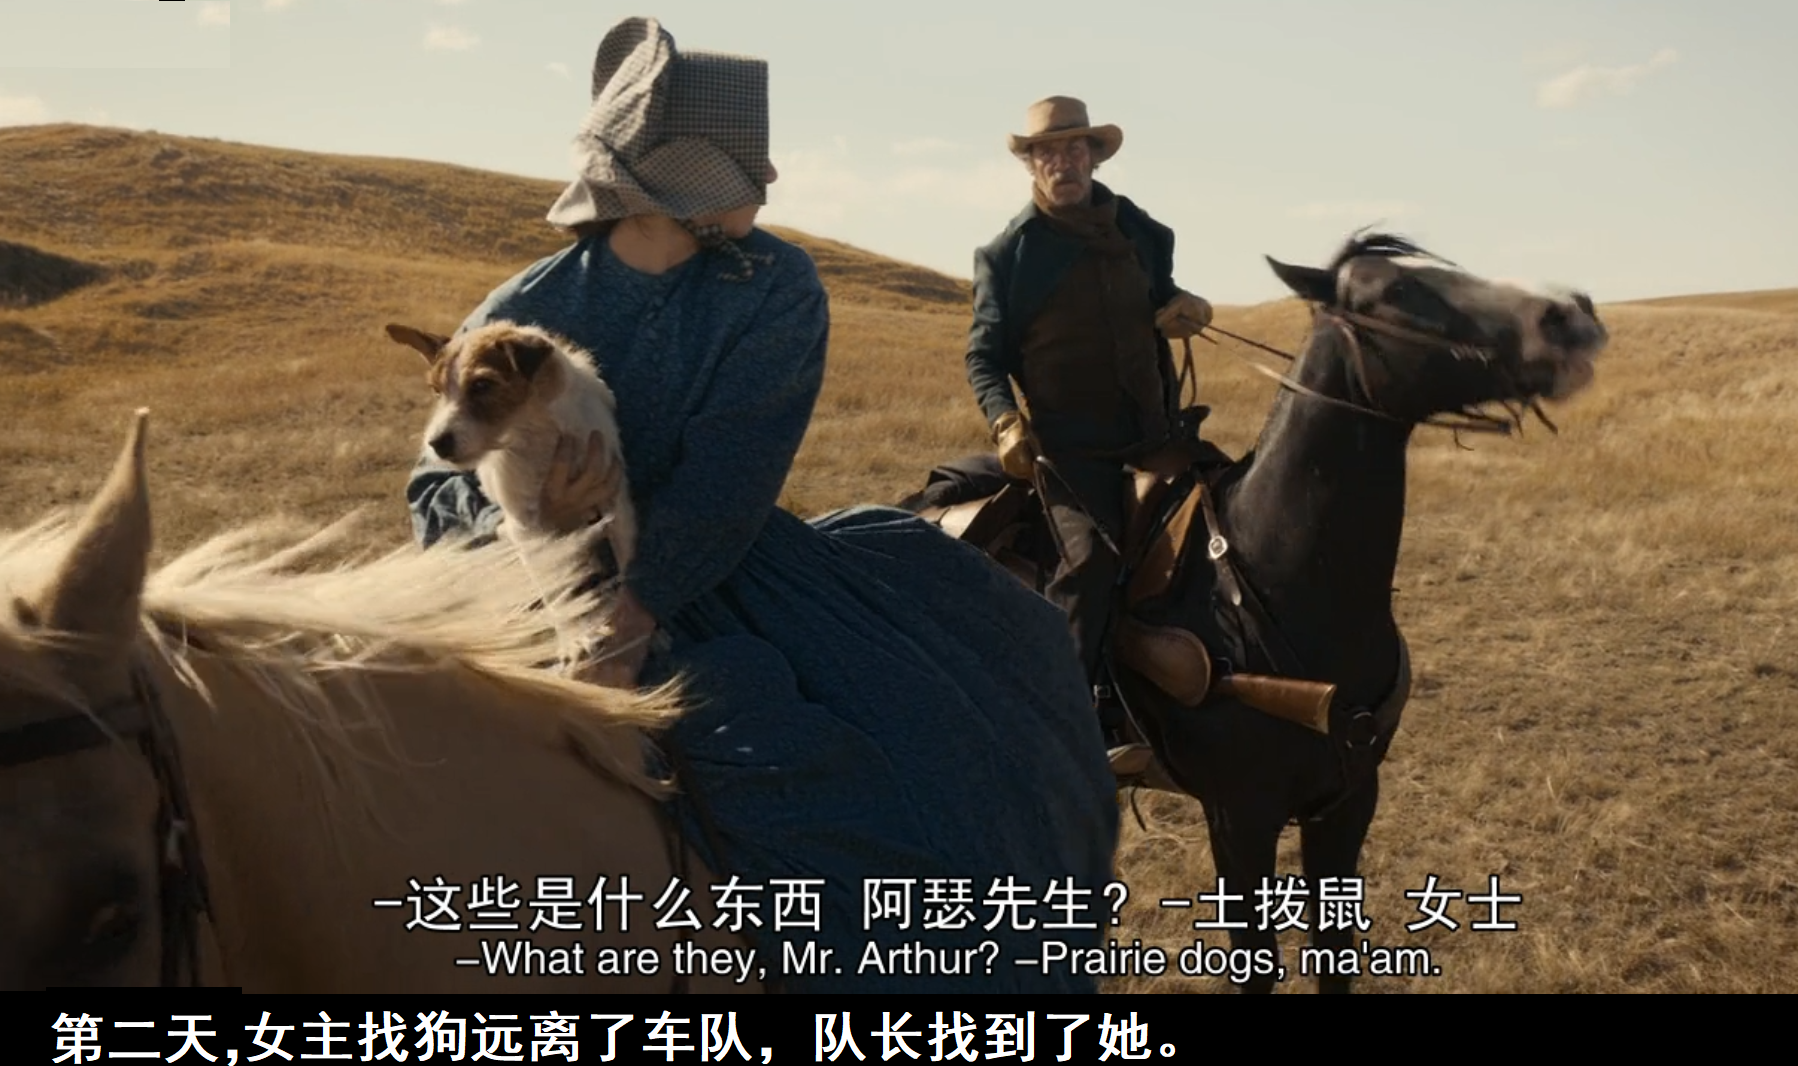 -这些是什么东西 阿瑟先生? -土拨鼠 女士
-What are they, Mr. Arthur? -Prairie dogs, ma'am.
第二天,女主找狗远离了车队，队长找到了她。